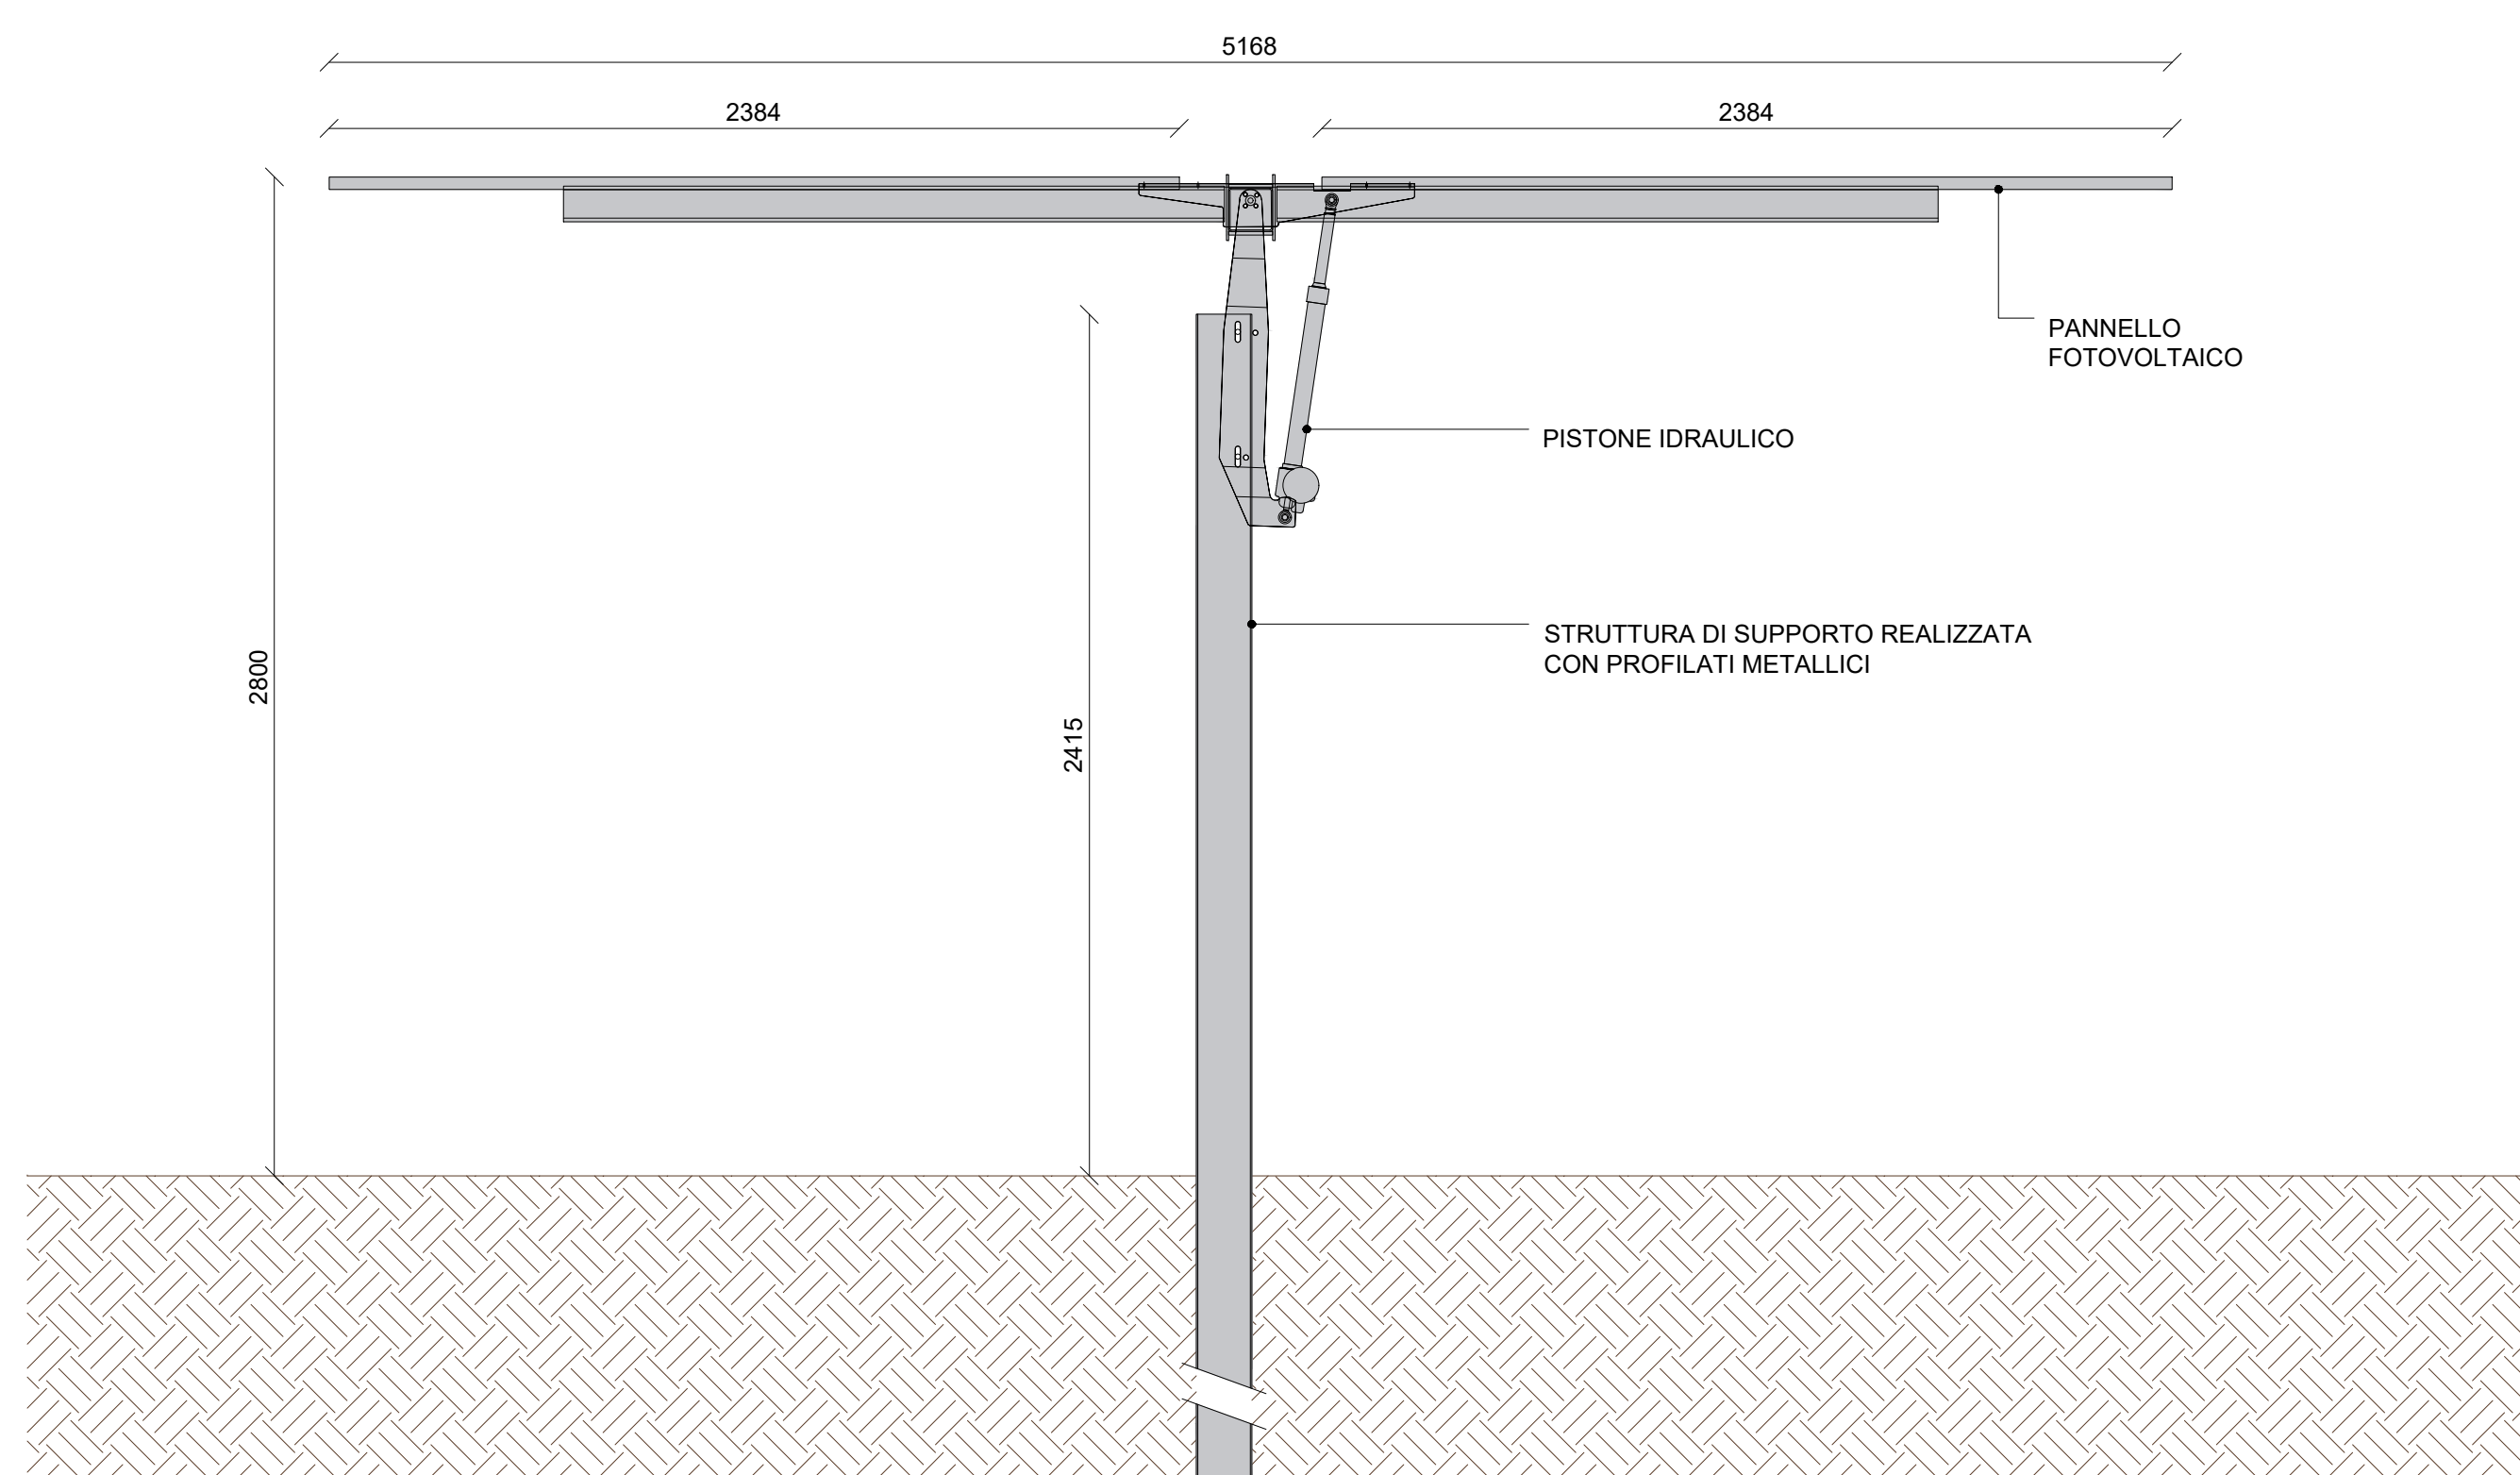 5168
2384
2384
PANNELLO
FOTOVOLTAICO
PISTONE IDRAULICO
STRUTTURA DI SUPPORTO REALIZZATA
CON PROFILATI METALLICI
2800
2415